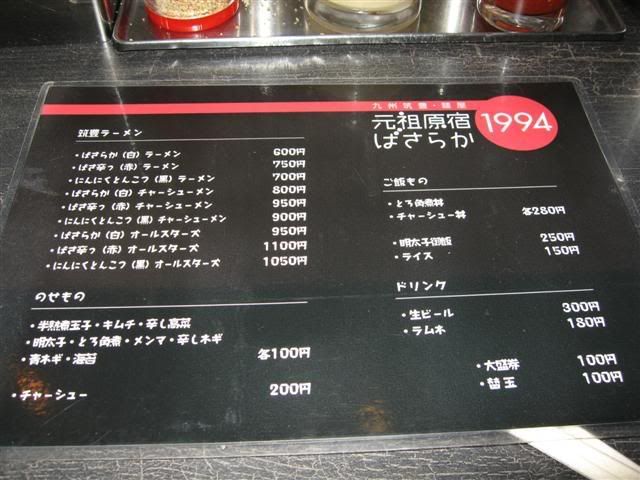 九州筑豊・麺屋
元祖原宿
ばさらか
1994
筑豊ラーメン
・ばさらか（白）ラーメン 600円
・ばさ辛っ（赤）ラーメン 750円
・にんにくとんこつ（黒）ラーメン 700円
・ばさらか（白）チャーシューメン 800円
・ばさ辛っ（赤）チャーシューメン 950円
・にんにくとんこつ（黒）チャーシューメン 900円
・ばさらか（白）オールスターズ 950円
・ばさ辛っ（赤）オールスターズ 1100円
・にんにくとんこつ（黒）オールスターズ 1050円
のせもの
・半熟煮玉子・キムチ・辛し高菜
・明太子・とろ角煮・メンマ・辛しネギ
・青ネギ・海苔 各100円
・チャーシュー 200円
ご飯もの
・とろ角煮丼
・チャーシュー丼 各280円
・明太子御飯 250円
・ライス 150円
ドリンク
・生ビール 300円
・ラムネ 180円
・大盛券 100円
・替玉 100円